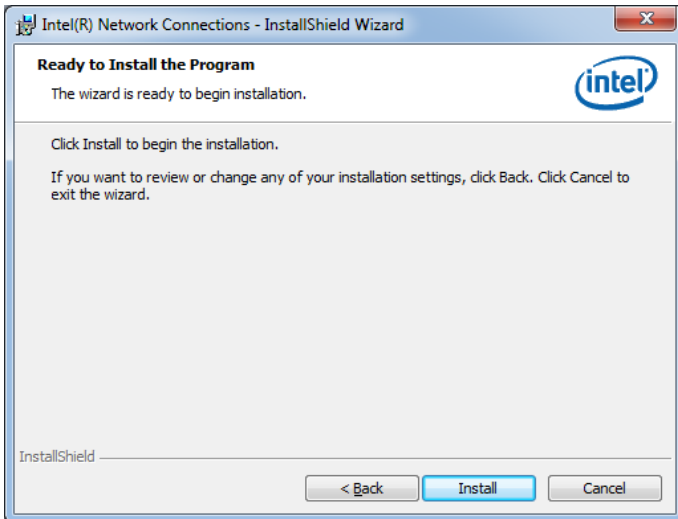 Intel(R) Network Connections - InstallShield Wizard
Ready to Install the Program
The wizard is ready to begin installation.
intel
Click Install to begin the installation.
If you want to review or change any of your installation settings, click Back. Click Cancel to
exit the wizard.
InstallShield
< Back
Install
Cancel